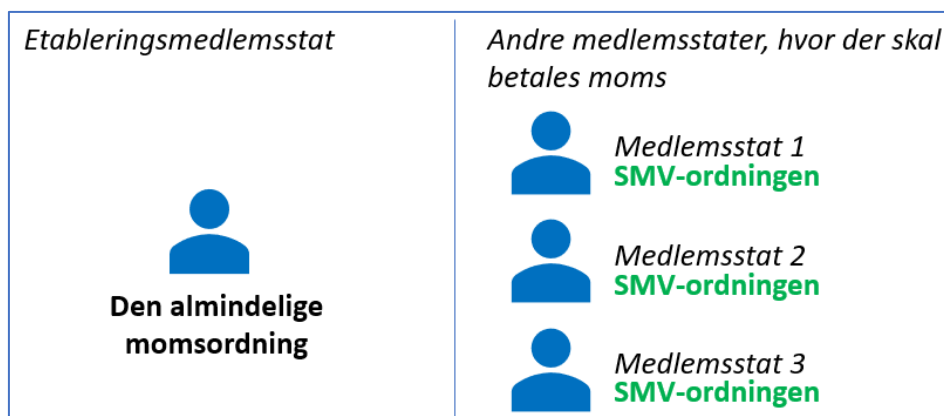 Etableringsmedlemsstat
Den almindelige
momsordning
Andre medlemsstater, hvor der skal
betales moms
Medlemsstat 1
SMV-ordningen
Medlemsstat 2
SMV-ordningen
Medlemsstat 3
SMV-ordningen